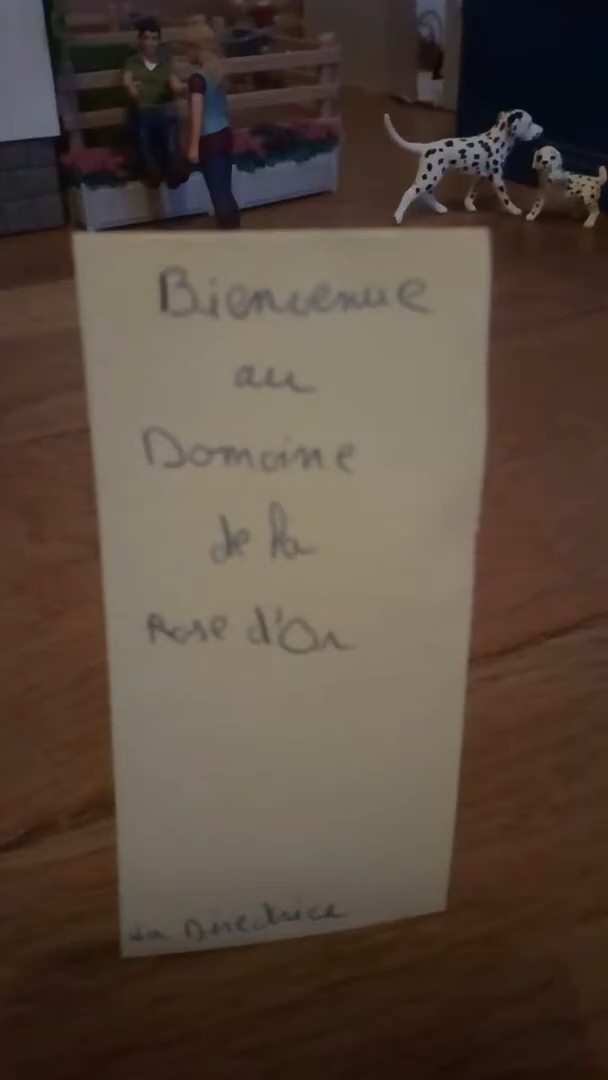 Bienvenue
au
Domaine
de la
Rose d'Or
La Directrice